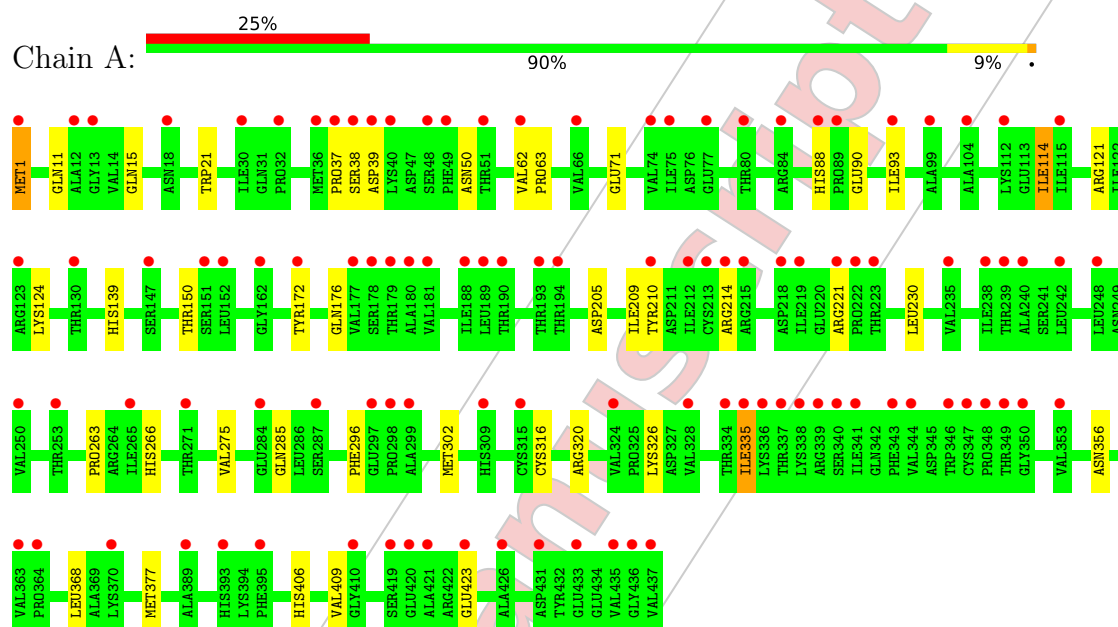 25%
Chain A:
90% 9% •
MET1 GLN11 ALA12 GLY13 VAL14 GLN15 ASN18 TRP21 ILE30 GLN31 PRO32 MET36 PRO37 SER38 ASP39 LYS40 ASP47 SER48 PHE49 ASN50 THR51 VAL62 PRO63 VAL66 GLU71 VAL74 ILE75 ASP76 GLU77 THR80 ARG84 HIS88 PRO89 GLU90 ILE93 ALA99 ALA104 LYS112 GLU113 ILE114 ILE115 ARG121
ARG123 LYS124 THR130 HIS139 SER147 THR150 SER151 LEU152 GLY162 TYR172 GLN176 VAL177 SER178 THR179 ALA180 VAL181 ILE188 LEU189 THR190 THR193 THR194 ASP205 ILE209 TYR210 ASP211 ILE212 CYS213 ARG214 ARG215 ASP218 ILE219 GLU220 ARG221 PRO222 THR223 LEU230 VAL235 ILE238 THR239 ALA240 SER241 LEU242 LEU248
VAL250 THR253 PRO263 ARG264 ILE265 HIS266 THR271 VAL275 GLU284 GLN285 LEU286 SER287 PHE296 GLU297 PRO298 ALA299 MET302 HIS309 CYS315 CYS316 ARG320 VAL324 PRO325 LYS326 ASP327 VAL328 THR334 ILE335 LYS336 THR337 LYS338 ARG339 SER340 ILE341 GLN342 PHE343 VAL344 ASP345 TRP346 CYS347 PRO348 THR349 GLY350 VAL353 ASN356
VAL363 PRO364 LEU368 ALA369 LYS370 MET377 ALA389 HIS393 LYS394 PHE395 HIS406 VAL409 GLY410 SER419 GLU420 ALA421 ARG422 GLU423 ALA426 ASP431 TYR432 GLU433 GLU434 VAL435 GLY436 VAL437